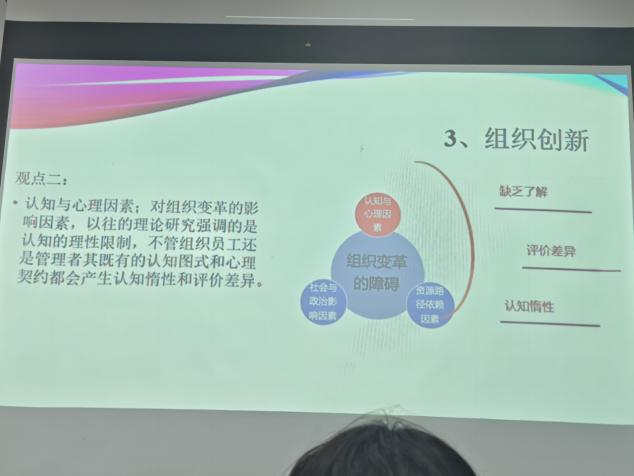 3、组织创新
观点二：
• 认知与心理因素；对组织变革的影
响因素，以往的理论研究强调的是
认知的理性限制，不管组织员工还
是管理者其既有的认知图式和心理
契约都会产生认知惰性和评价差异。
认知与
心理因
素
组织变革
的障碍
社会与
政治影
响因素
资源路
径依赖
因素
缺乏了解
评价差异
认知惰性